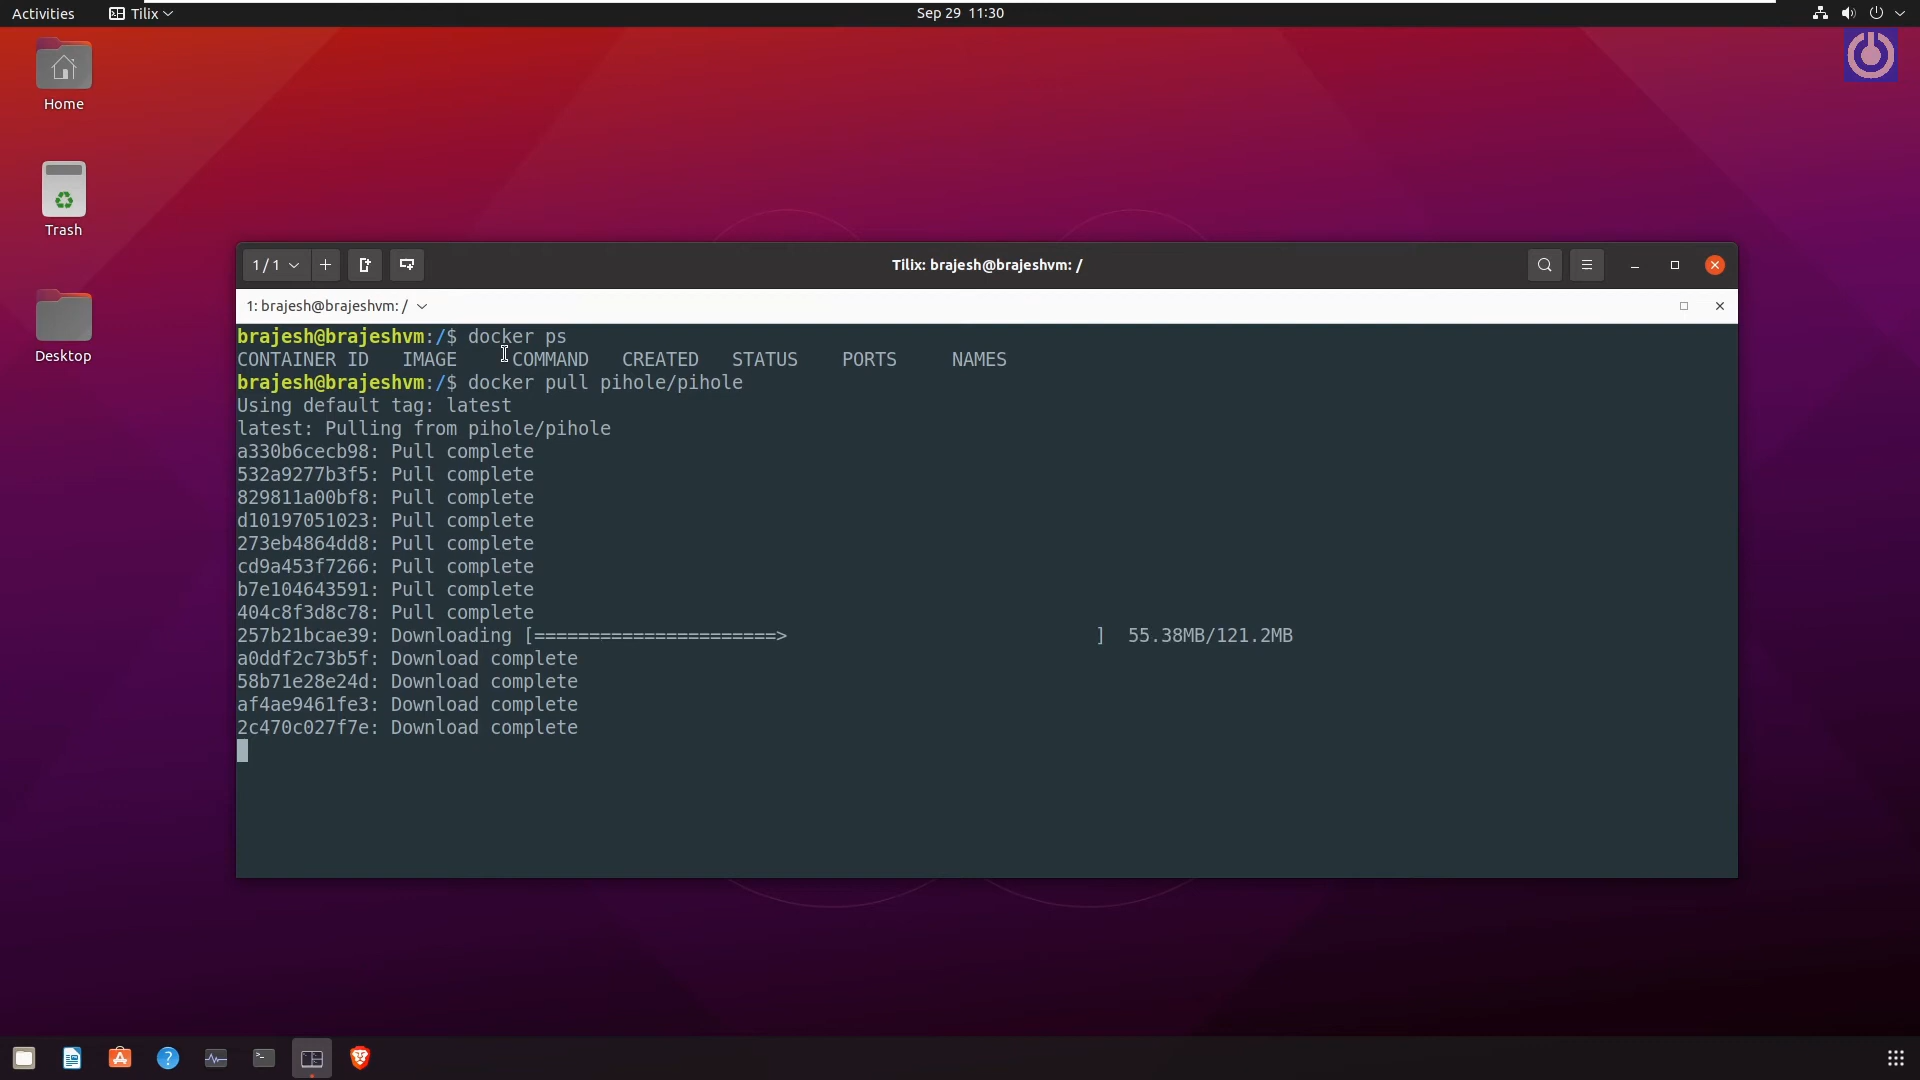 Activities
Tilix
Sep 29 11:30
Home
Trash
Desktop
1 / 1
Tilix: brajesh@brajeshvm: /
1: brajesh@brajeshvm: /
brajesh@brajeshvm:/$ docker ps
CONTAINER ID   IMAGE     COMMAND   CREATED   STATUS    PORTS     NAMES
brajesh@brajeshvm:/$ docker pull pihole/pihole
Using default tag: latest
latest: Pulling from pihole/pihole
a330b6cecb98: Pull complete
532a9277b3f5: Pull complete
829811a00bf8: Pull complete
d10197051023: Pull complete
273eb4864dd8: Pull complete
cd9a453f7266: Pull complete
b7e104643591: Pull complete
404c8f3d8c78: Pull complete
257b21bcae39: Downloading [======================>                            ]  55.38MB/121.2MB
a0ddf2c73b5f: Download complete
58b71e28e24d: Download complete
af4ae9461fe3: Download complete
2c470c027f7e: Download complete